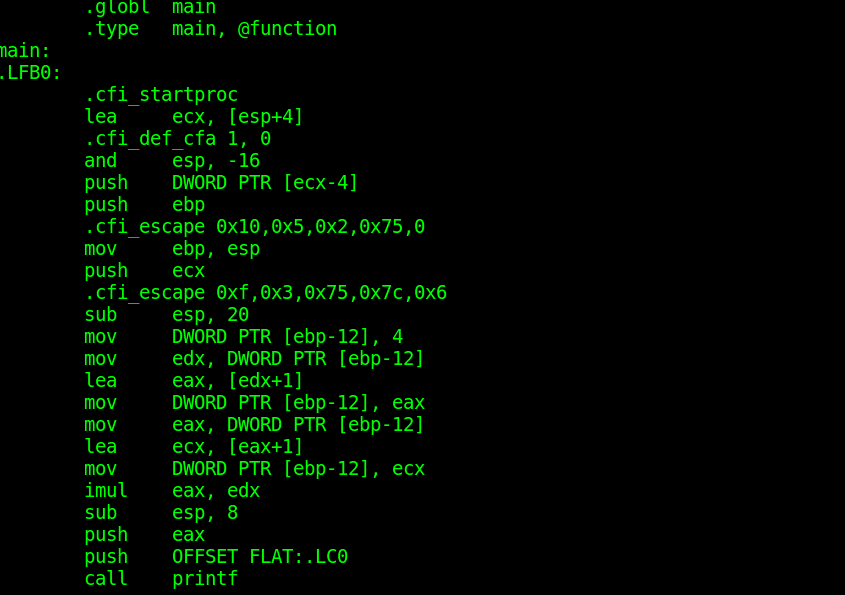 .globl main
.type main, @function
main:
.LFB0:
.cfi_startproc
lea ecx, [esp+4]
.cfi_def_cfa 1, 0
and esp, -16
push DWORD PTR [ecx-4]
push ebp
.cfi_escape 0x10,0x5,0x2,0x75,0
mov ebp, esp
push ecx
.cfi_escape 0xf,0x3,0x75,0x7c,0x6
sub esp, 20
mov DWORD PTR [ebp-12], 4
mov edx, DWORD PTR [ebp-12]
lea eax, [edx+1]
mov DWORD PTR [ebp-12], eax
mov eax, DWORD PTR [ebp-12]
lea ecx, [eax+1]
mov DWORD PTR [ebp-12], ecx
imul eax, edx
sub esp, 8
push eax
push OFFSET FLAT:.LC0
call printf